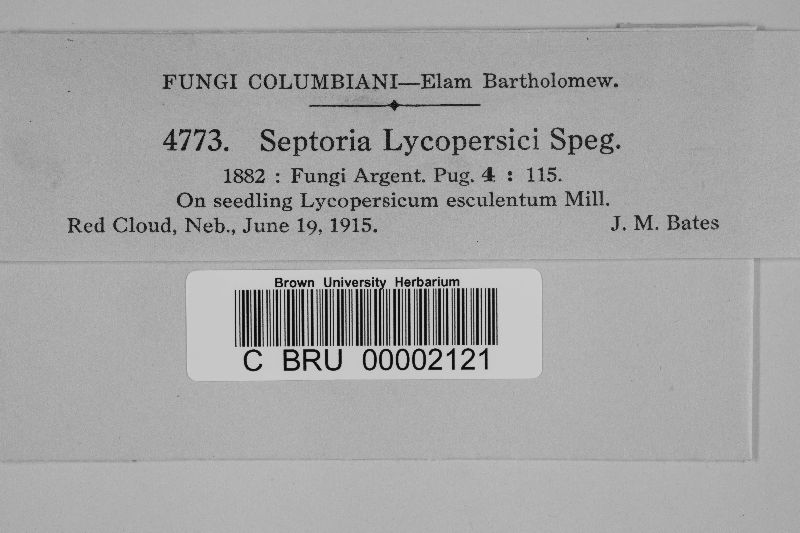 FUNGI COLUMBIANI—Elam Bartholomew.
4773. Septoria Lycopersici Speg.
1882 : Fungi Argent. Pug. 4 : 115.
On seedling Lycopersicum esculentum Mill.
Red Cloud, Neb., June 19, 1915. J. M. Bates
Brown University Herbarium
C BRU 00002121